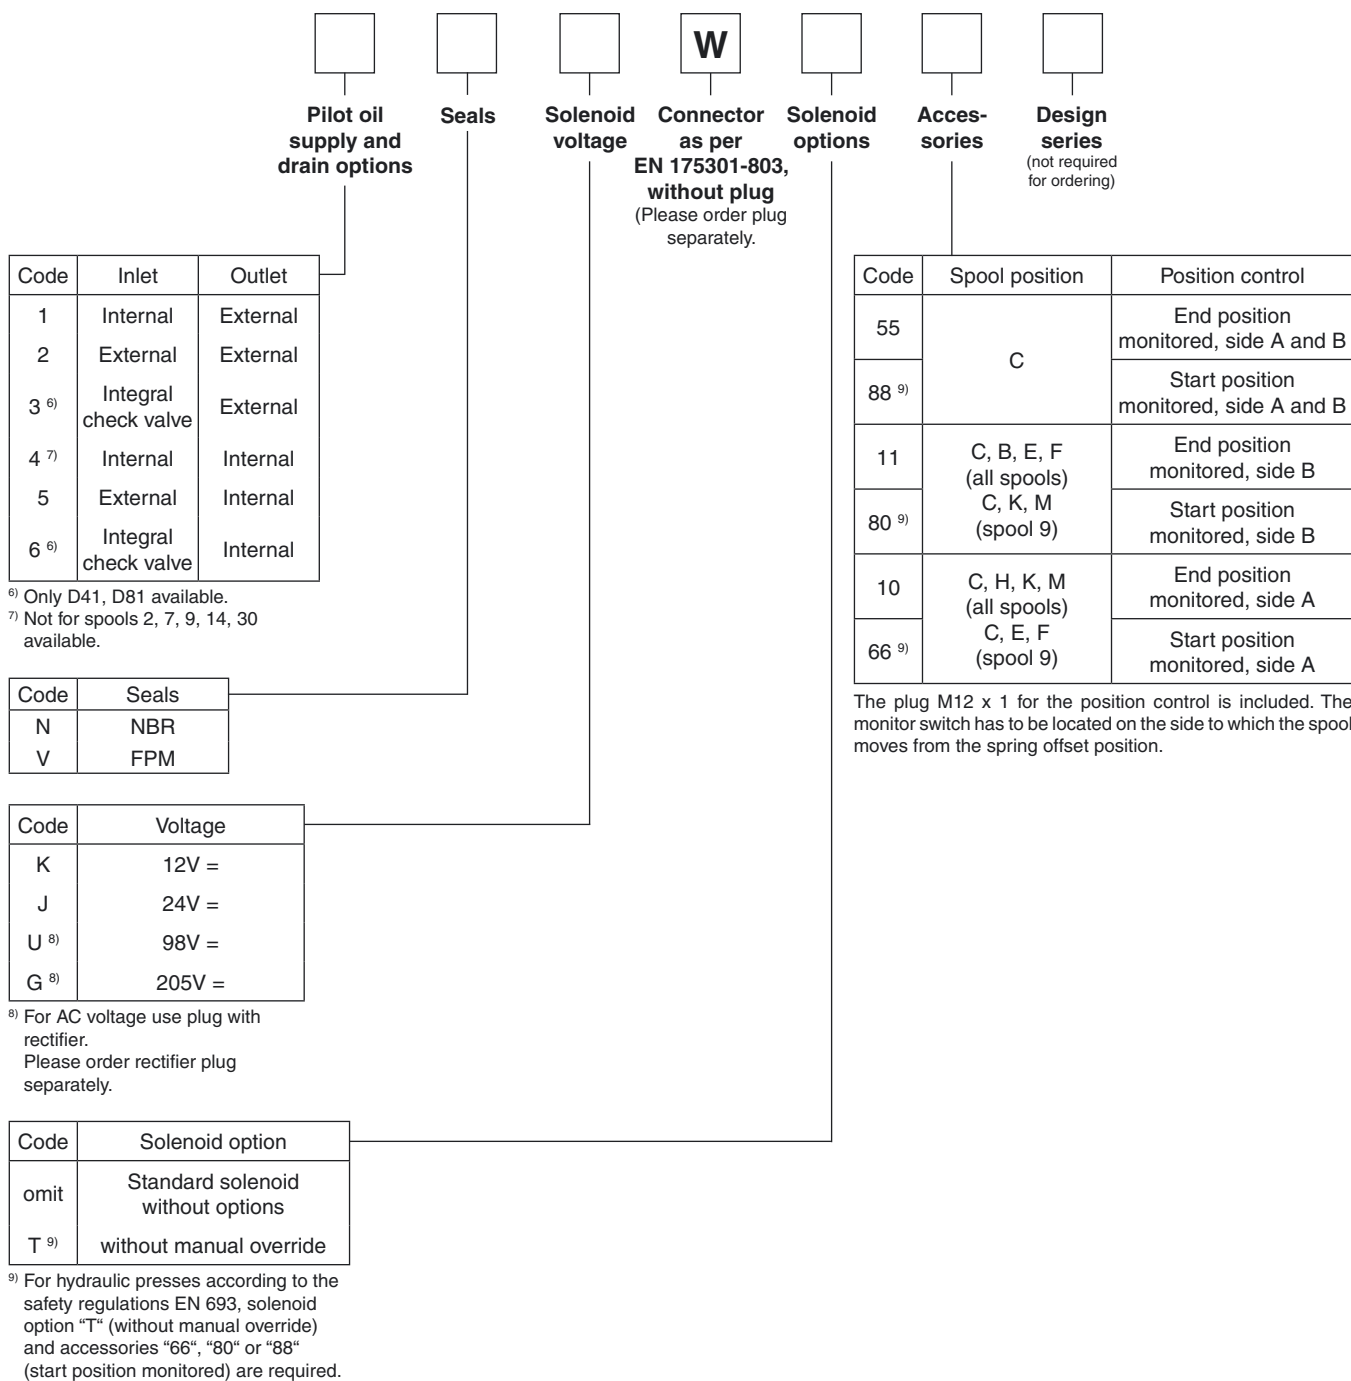 W
Pilot oil
supply and
drain options
Seals
Solenoid
voltage
Connector
as per
EN 175301-803,
without plug
(Please order plug
separately.
Solenoid
options
Acces-
sories
Design
series
(not required
for ordering)
Code Inlet Outlet
1 Internal External
2 External External
3 6) Integral
check valve External
4 7) Internal Internal
5 External Internal
6 6) Integral
check valve Internal
6) Only D41, D81 available.
7) Not for spools 2, 7, 9, 14, 30
available.
Code Seals
N NBR
V FPM
Code Voltage
K 12V =
J 24V =
U 8) 98V =
G 8) 205V =
8) For AC voltage use plug with
rectifier.
Please order rectifier plug
separately.
Code Solenoid option
omit Standard solenoid
without options
T 9) without manual override
9) For hydraulic presses according to the
safety regulations EN 693, solenoid
option “T“ (without manual override)
and accessories “66“, “80“ or “88“
(start position monitored) are required.
Code Spool position Position control
55 End position
monitored, side A and B
C
88 9) Start position
monitored, side A and B
11 End position
monitored, side B
C, B, E, F
(all spools)
C, K, M
(spool 9)
80 9) Start position
monitored, side B
10 End position
monitored, side A
C, H, K, M
(all spools)
C, E, F
(spool 9)
66 9) Start position
monitored, side A
The plug M12 x 1 for the position control is included. The
monitor switch has to be located on the side to which the spool
moves from the spring offset position.